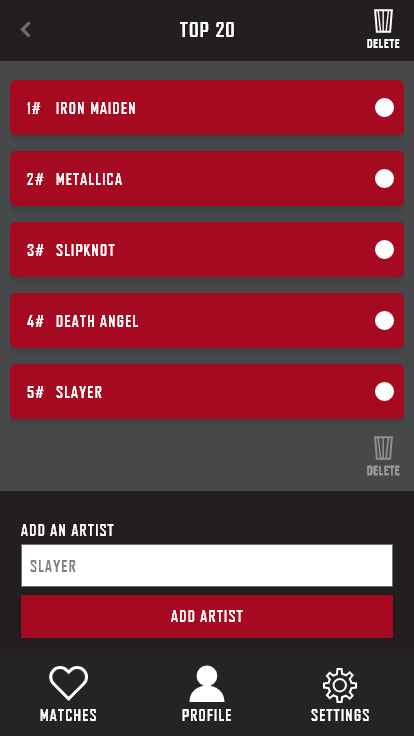 TOP 20
DELETE
1# IRON MAIDEN
2# METALLICA
3# SLIPKNOT
4# DEATH ANGEL
5# SLAYER
DELETE
ADD AN ARTIST
SLAYER
ADD ARTIST
MATCHES PROFILE SETTINGS